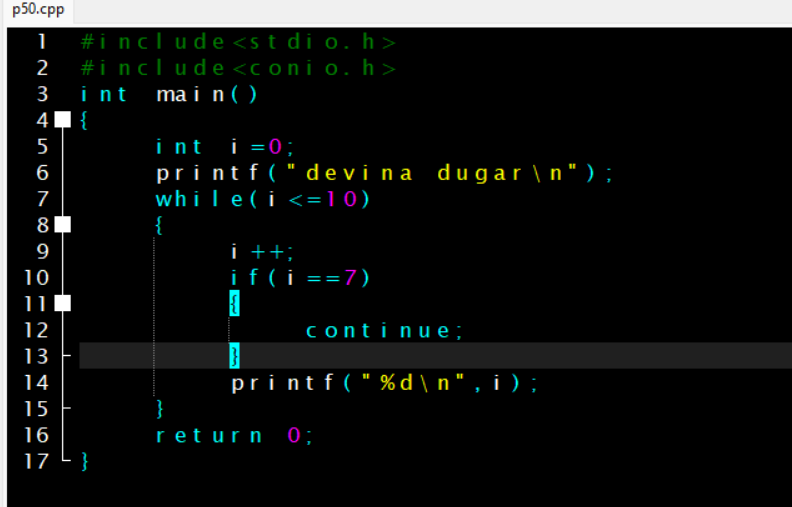 p50.cpp
1 #include<stdio.h>
2 #include<conio.h>
3 int main()
4 {
5 int i=0;
6 printf("devina dugar\n");
7 while(i<=10)
8 {
9 i++;
10 if(i==7)
11 {
12 continue;
13 }
14 printf("%d\n",i);
15 }
16 return 0;
17 }